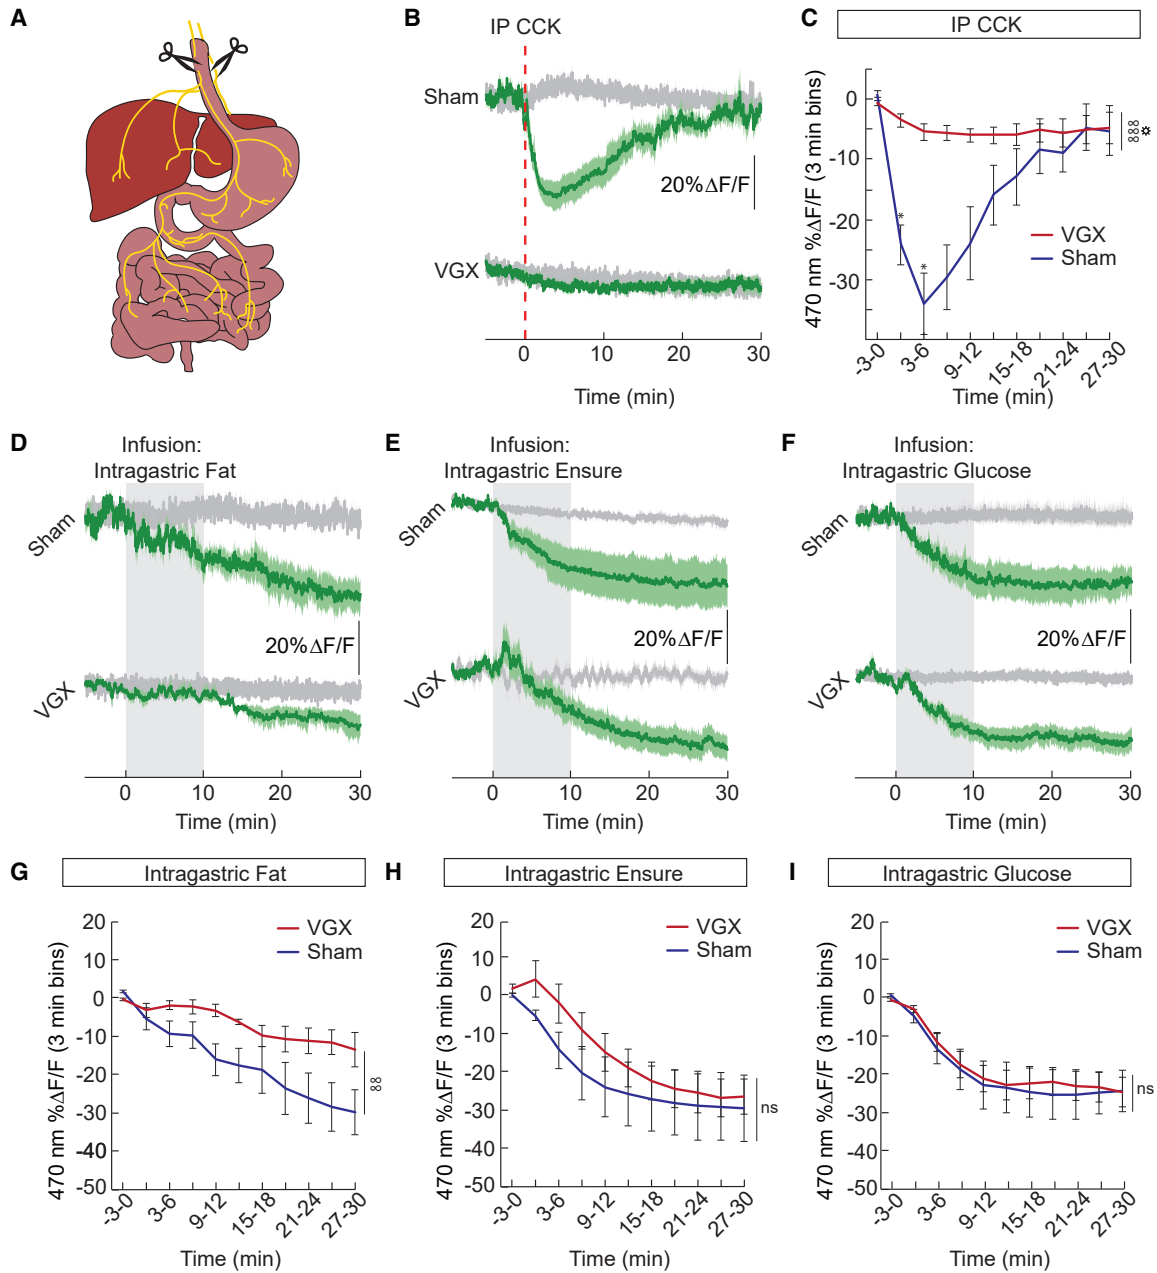 A
B
IP CCK
Sham
20%ΔF/F
VGX
0
10
20
30
Time (min)
C
IP CCK
470 nm %ΔF/F (3 min bins)
0
-10
-20
-30
*
*
VGX
Sham
-3-0
3-6
9-12
15-18
21-24
27-30
Time (min)
D
Infusion:
Intragastric Fat
Sham
20%ΔF/F
VGX
0
10
20
30
Time (min)
E
Infusion:
Intragastric Ensure
Sham
20%ΔF/F
VGX
0
10
20
30
Time (min)
F
Infusion:
Intragastric Glucose
Sham
20%ΔF/F
VGX
0
10
20
30
Time (min)
G
Intragastric Fat
470 nm %ΔF/F (3 min bins)
20
10
0
-10
-20
-30
-40
-50
VGX
Sham
∞∞
-3-0
3-6
9-12
15-18
21-24
27-30
Time (min)
H
Intragastric Ensure
470 nm %ΔF/F (3 min bins)
20
10
0
-10
-20
-30
-40
-50
VGX
Sham
ns
-3-0
3-6
9-12
15-18
21-24
27-30
Time (min)
I
Intragastric Glucose
470 nm %ΔF/F (3 min bins)
20
10
0
-10
-20
-30
-40
-50
VGX
Sham
ns
-3-0
3-6
9-12
15-18
21-24
27-30
Time (min)